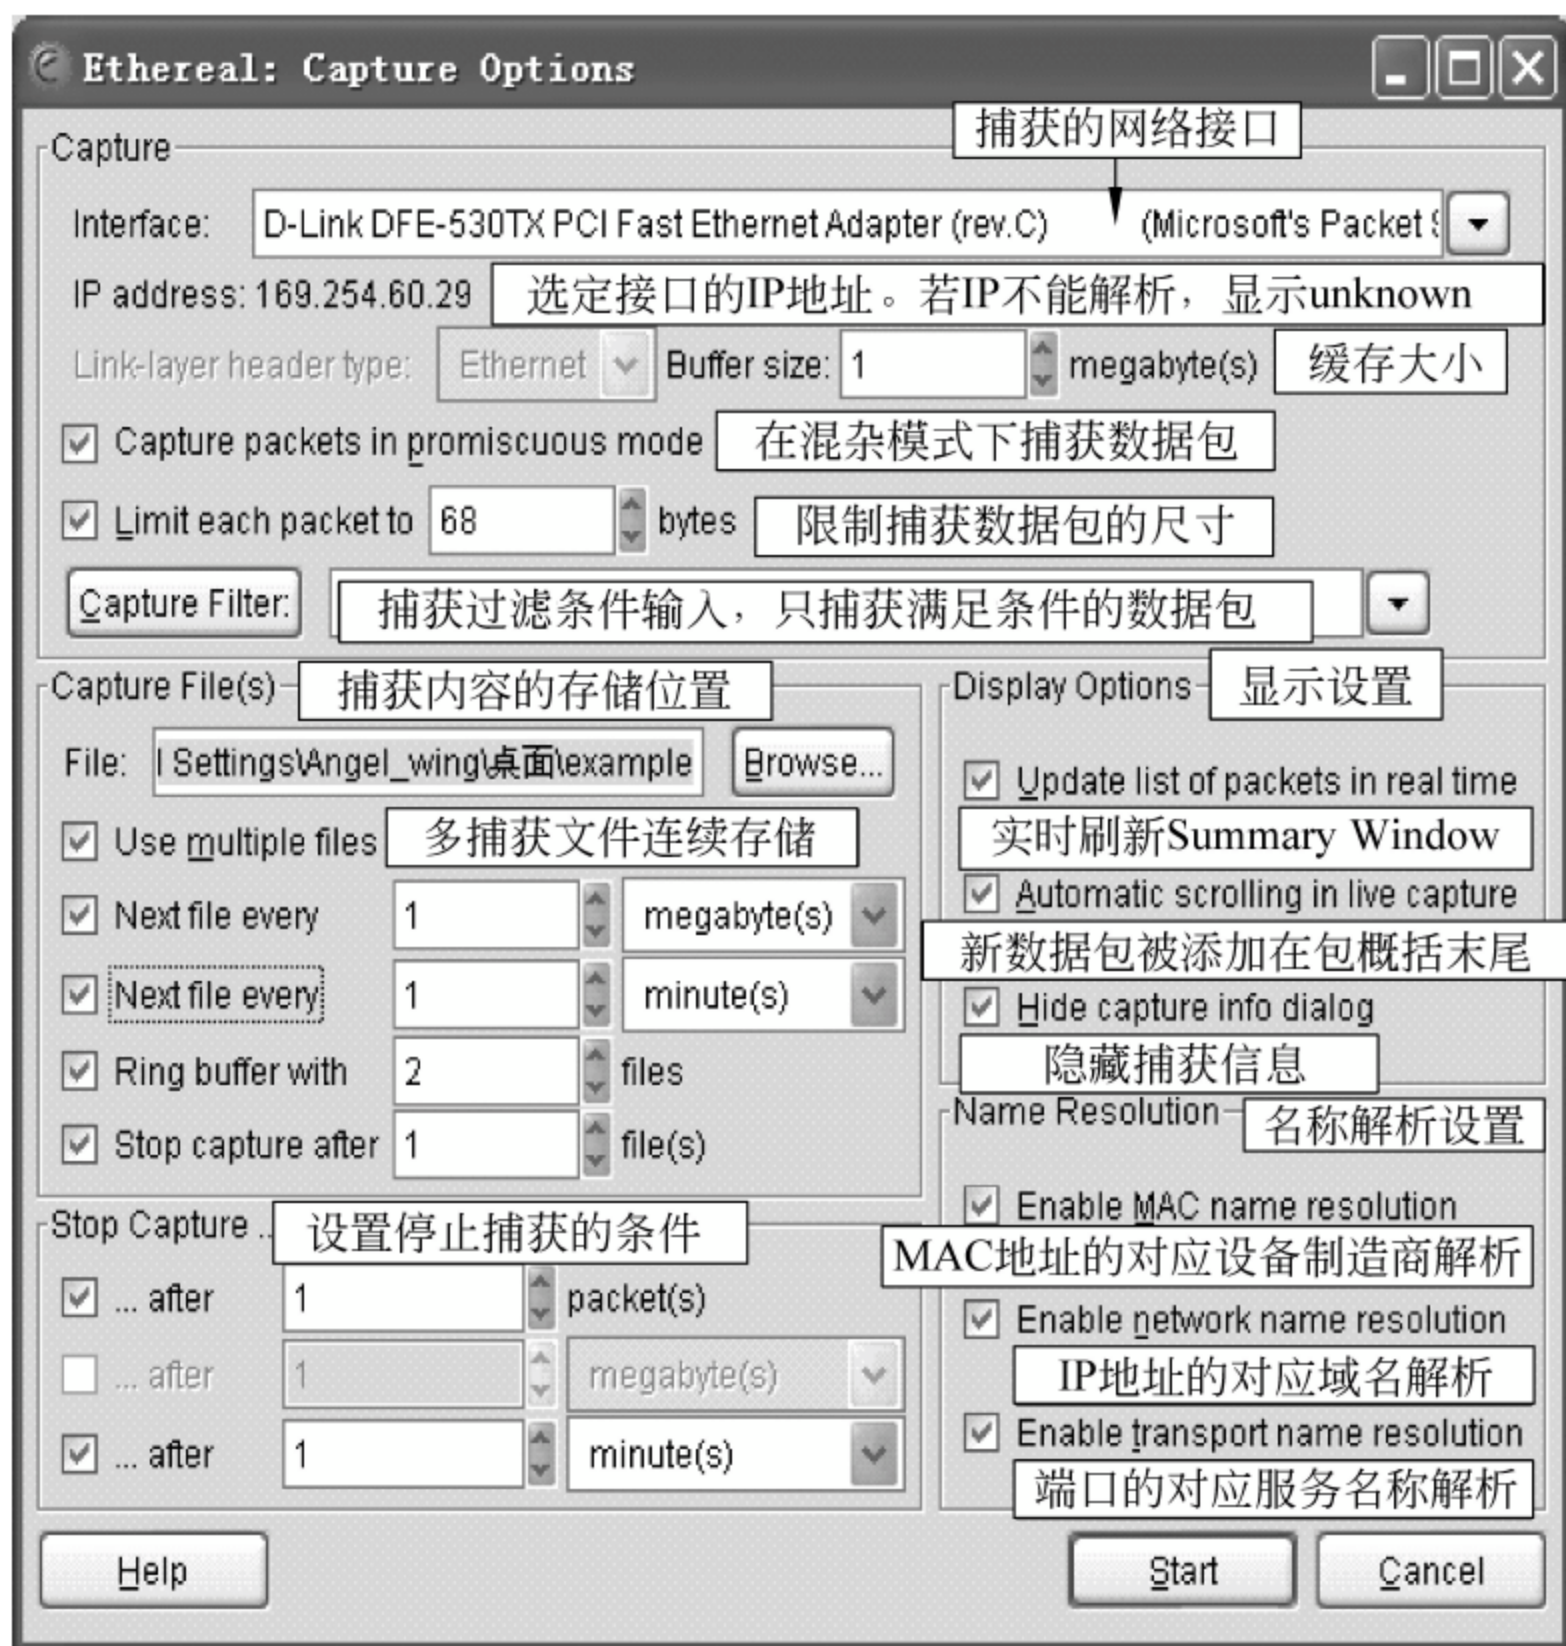 Ethereal: Capture Options
捕获的网络接口
Capture
Interface: D-Link DFE-530TX PCI Fast Ethernet Adapter (rev.C) (Microsoft's Packet
IP address: 169.254.60.29 选定接口的IP地址。若IP不能解析，显示unknown
Link-layer header type: Ethernet Buffer size: 1 megabyte(s) 缓存大小
Capture packets in promiscuous mode 在混杂模式下捕获数据包
Limit each packet to 68 bytes 限制捕获数据包的尺寸
Capture Filter: 捕获过滤条件输入，只捕获满足条件的数据包
Capture File(s) 捕获内容的存储位置
File: l Settings\Angel_wing\桌面\example Browse...
Use multiple files 多捕获文件连续存储
Next file every 1 megabyte(s)
Next file every 1 minute(s)
Ring buffer with 2 files
Stop capture after 1 file(s)
Stop Capture .. 设置停止捕获的条件
... after 1 packet(s)
... after 1 megabyte(s)
... after 1 minute(s)
Display Options 显示设置
Update list of packets in real time
实时刷新Summary Window
Automatic scrolling in live capture
新数据包被添加在包概括末尾
Hide capture info dialog
隐藏捕获信息
Name Resolution 名称解析设置
Enable MAC name resolution
MAC地址的对应设备制造商解析
Enable network name resolution
IP地址的对应域名解析
Enable transport name resolution
端口的对应服务名称解析
Help Start Cancel